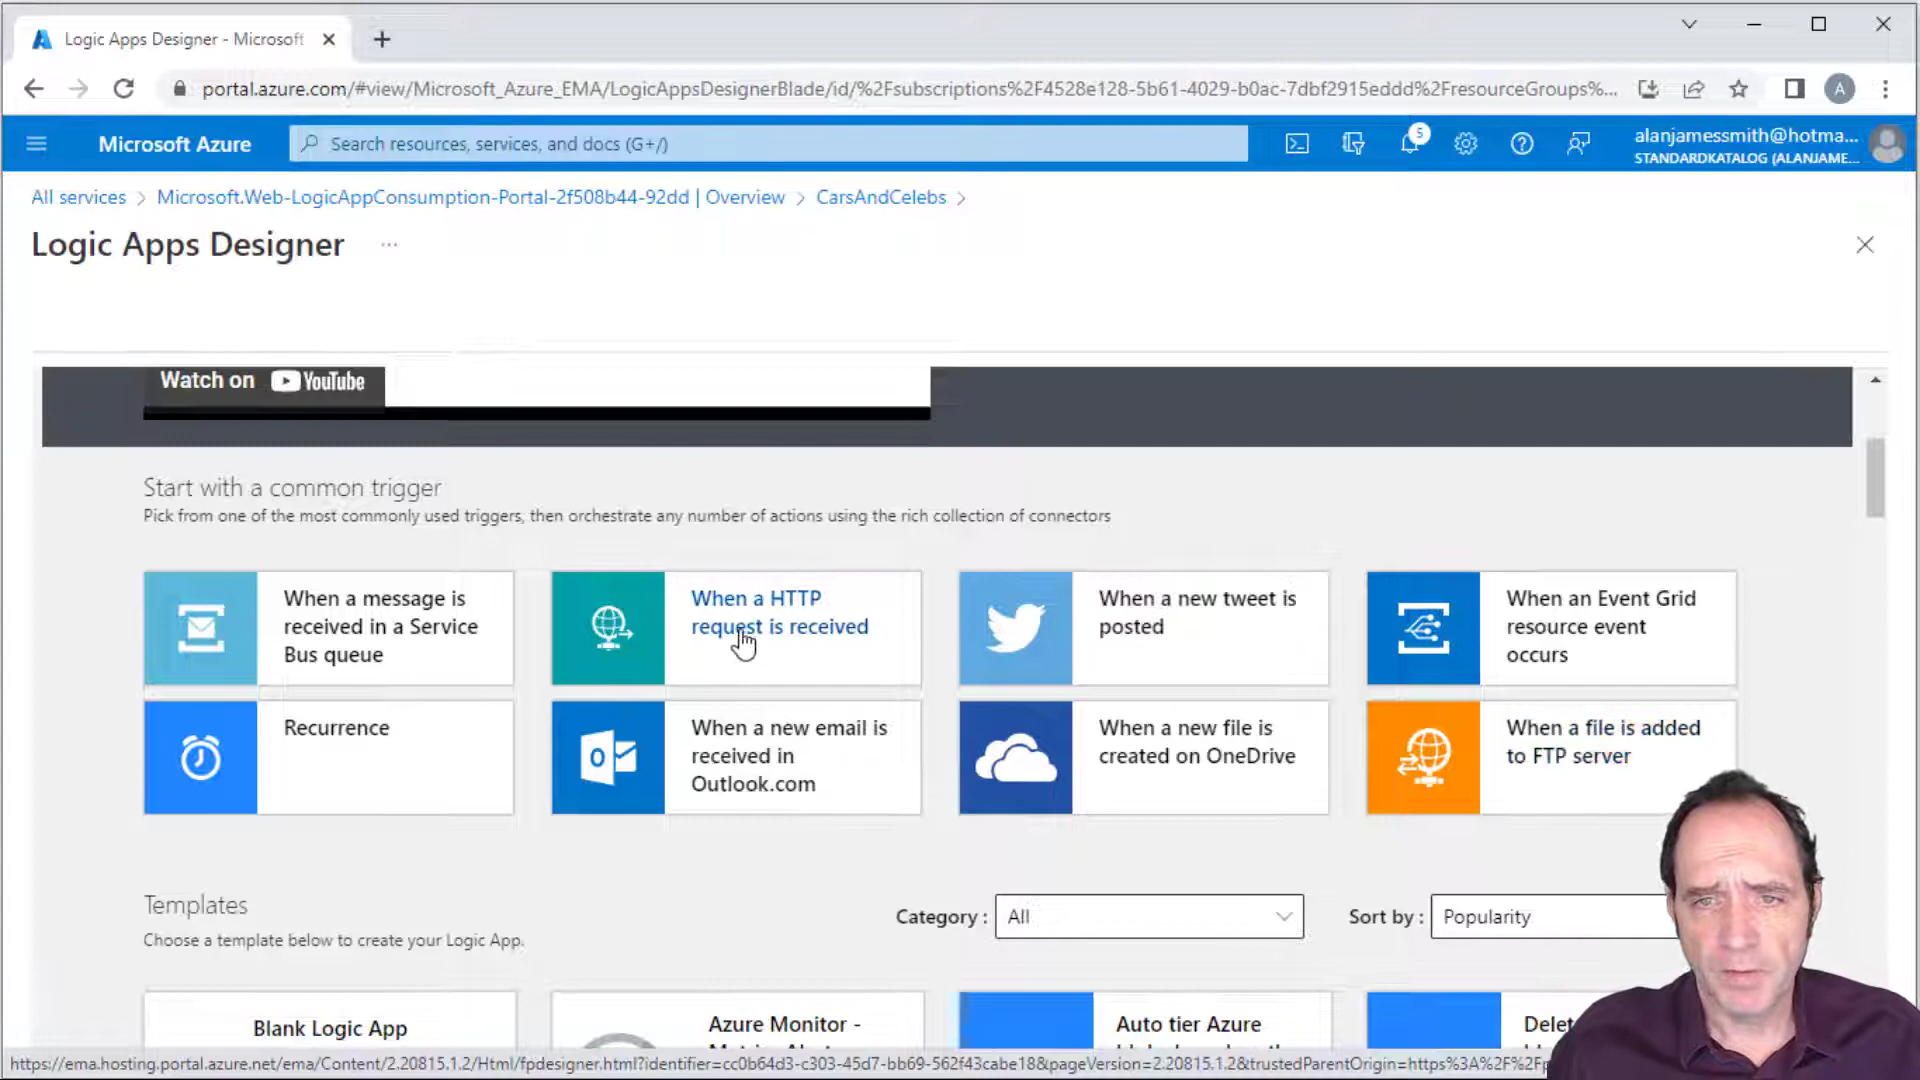 Logic Apps Designer - Microsoft
portal.azure.com/#view/Microsoft_Azure_EMA/LogicAppsDesignerBlade/id/%2Fsubscriptions%2F4528e128-5b61-4029-b0ac-7dbf2915eddd%2FresourceGroups%...
A
Microsoft Azure
Search resources, services, and docs (G+/)
5
alanjamessmith@hotma...
STANDARDKATALOG (ALANJAME...
All services > Microsoft.Web-LogicAppConsumption-Portal-2f508b44-92dd | Overview > CarsAndCelebs >
Logic Apps Designer ...
Watch on YouTube
Start with a common trigger
Pick from one of the most commonly used triggers, then orchestrate any number of actions using the rich collection of connectors
When a message is
received in a Service
Bus queue
When a HTTP
request is received
When a new tweet is
posted
When an Event Grid
resource event
occurs
Recurrence
When a new email is
received in
Outlook.com
When a new file is
created on OneDrive
When a file is added
to FTP server
Templates
Category : All
Sort by : Popularity
Choose a template below to create your Logic App.
Blank Logic App
Azure Monitor -
Auto tier Azure
https://ema.hosting.portal.azure.net/ema/Content/2.20815.1.2/Html/fpdesigner.html?identifier=cc0b64d3-c303-45d7-bb69-562f43cabe18&pageVersion=2.20815.1.2&trustedParentOrigin=https%3A%2F%2Fp